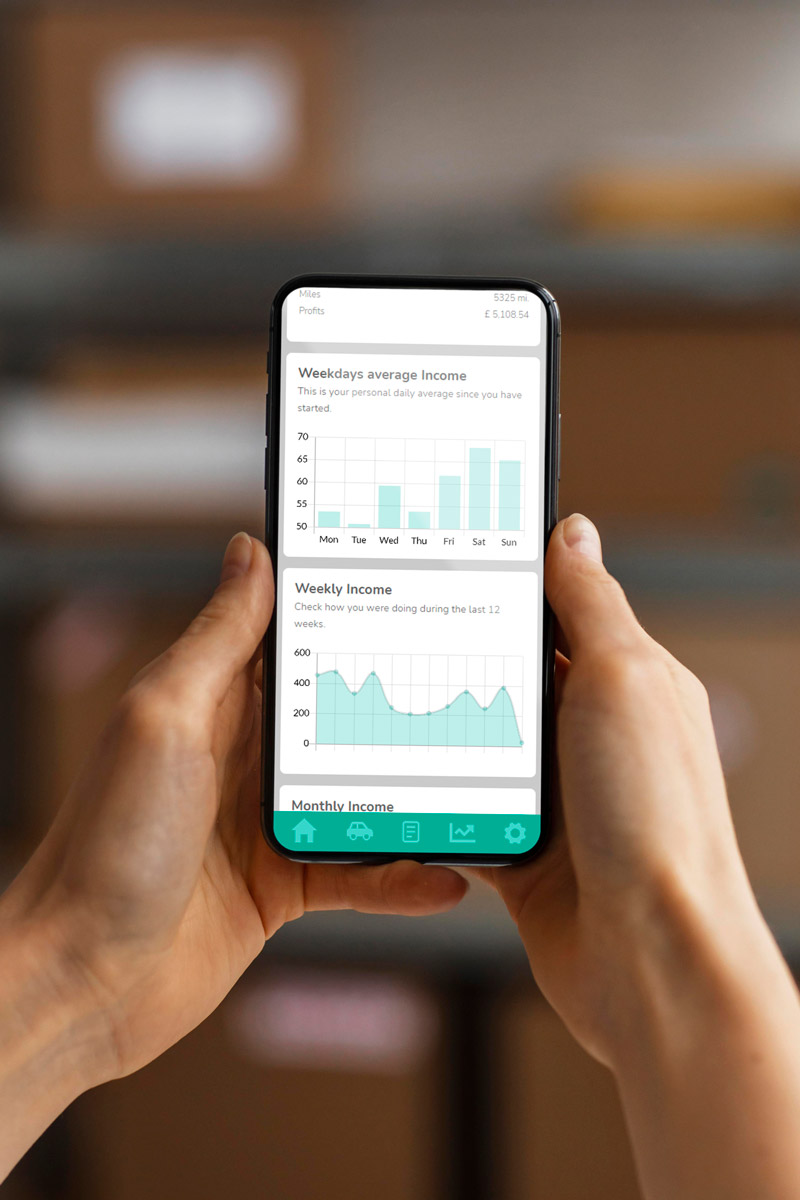 Miles 5325 mi.
Profits £ 5,108.54
Weekdays average Income
This is your personal daily average since you have
started.
70
65
60
55
50
Mon Tue Wed Thu Fri Sat Sun
Weekly Income
Check how you were doing during the last 12
weeks.
600
400
200
0
Monthly Income